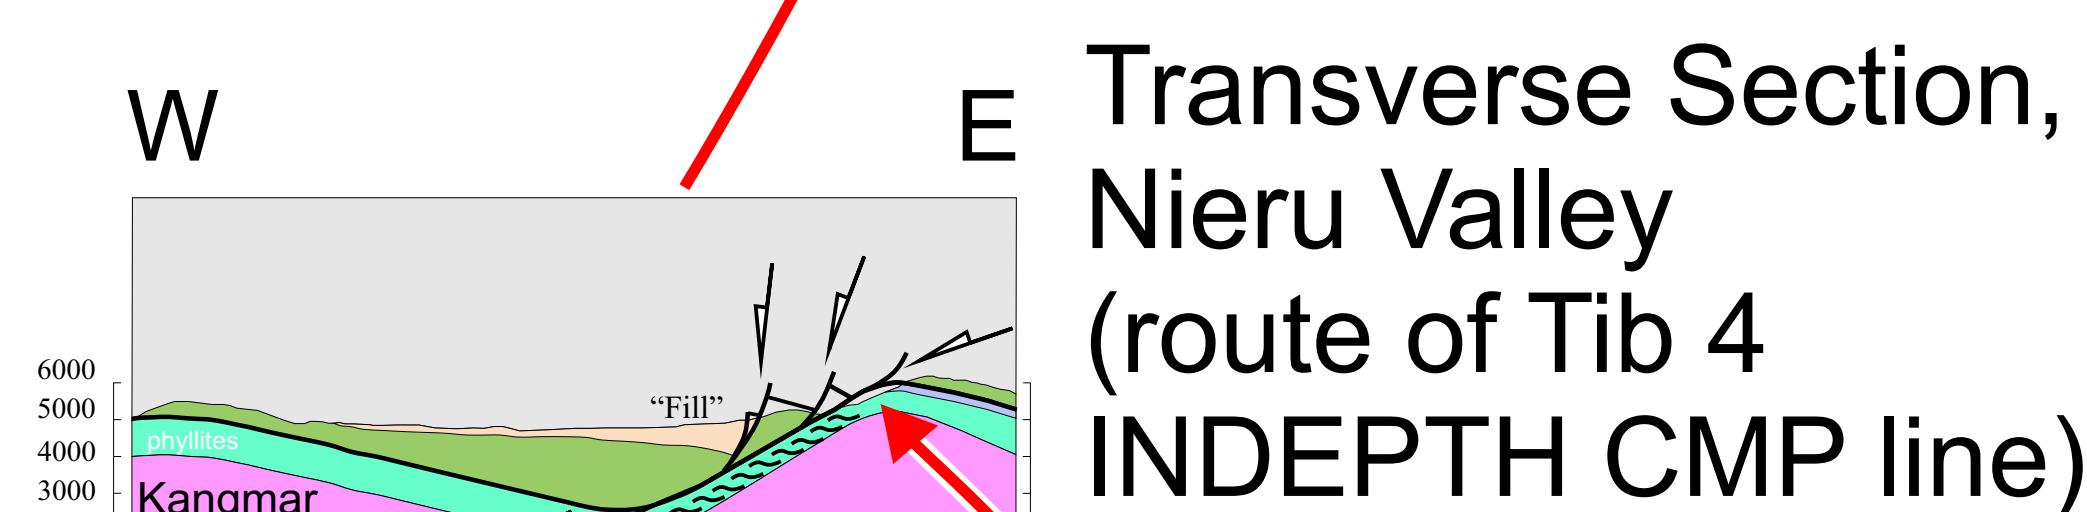 W
E
Transverse Section,
Nieru Valley
(route of Tib 4
INDEPTH CMP line)
6000
5000
4000
3000
“Fill”
phyllites
Kangmar